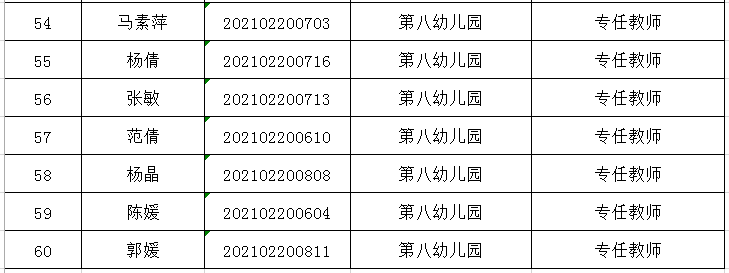 54 马素萍 202102200703 第八幼儿园 专任教师
55 杨倩 202102200716 第八幼儿园 专任教师
56 张敏 202102200713 第八幼儿园 专任教师
57 范倩 202102200610 第八幼儿园 专任教师
58 杨晶 202102200808 第八幼儿园 专任教师
59 陈媛 202102200604 第八幼儿园 专任教师
60 郭媛 202102200811 第八幼儿园 专任教师